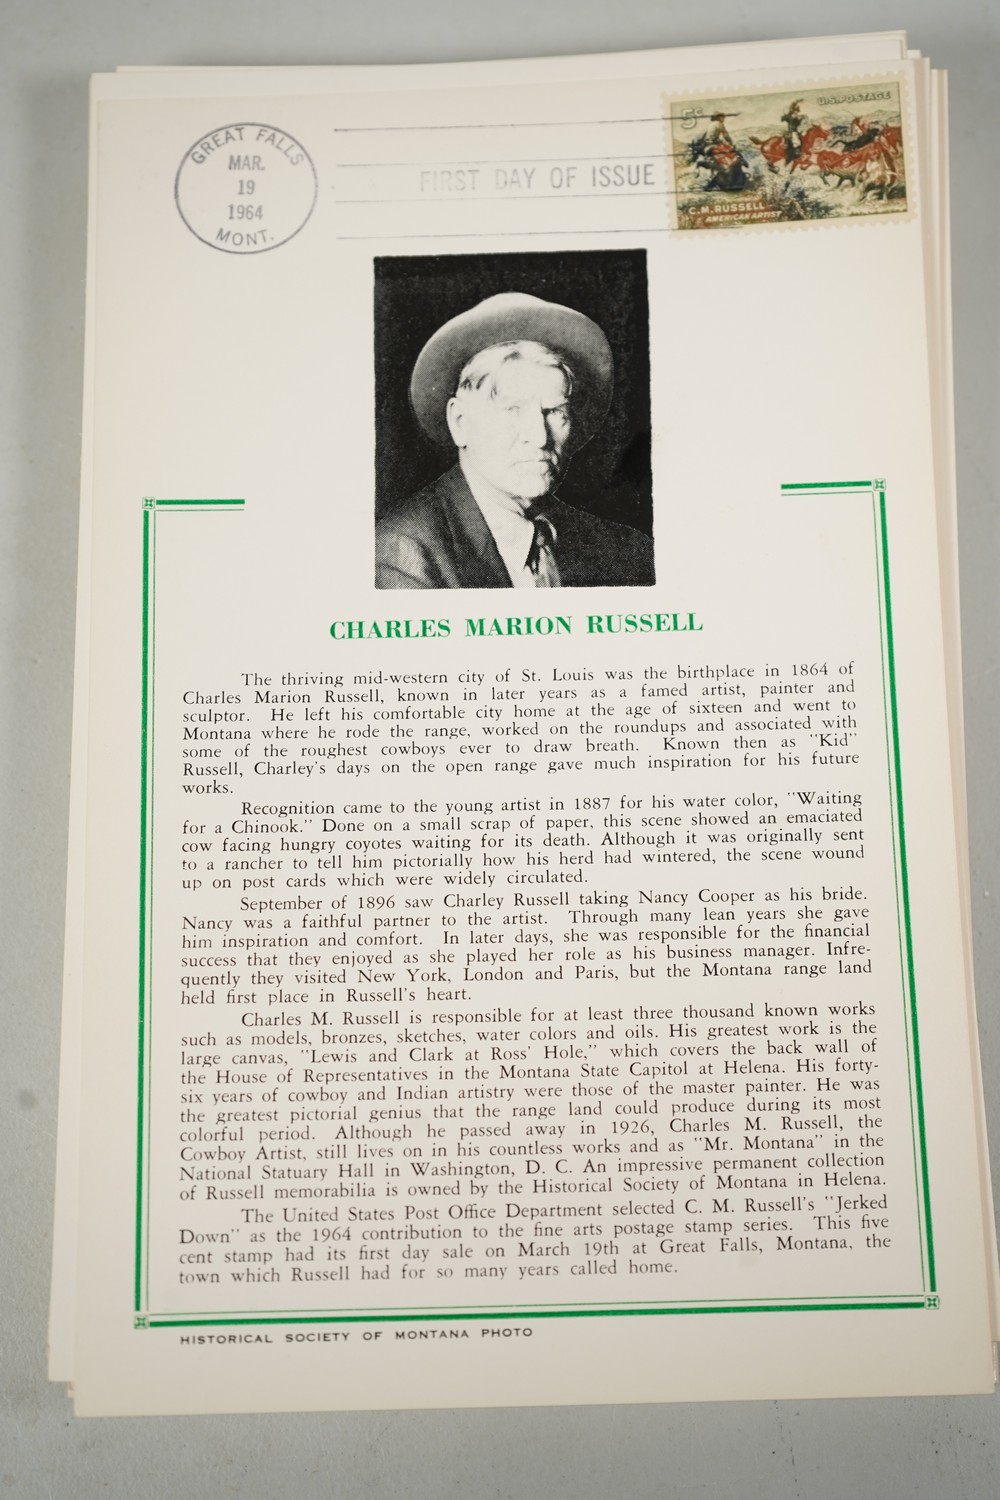 GREAT FALLS
MAR.
19
1964
MONT.
FIRST DAY OF ISSUE
5c
U.S. POSTAGE
C.M. RUSSELL
AMERICAN ARTIST
CHARLES MARION RUSSELL
The thriving mid-western city of St. Louis was the birthplace in 1864 of
Charles Marion Russell, known in later years as a famed artist, painter and
sculptor. He left his comfortable city home at the age of sixteen and went to
Montana where he rode the range, worked on the roundups and associated with
some of the roughest cowboys ever to draw breath. Known then as "Kid"
Russell, Charley's days on the open range gave much inspiration for his future
works.
Recognition came to the young artist in 1887 for his water color, "Waiting
for a Chinook." Done on a small scrap of paper, this scene showed an emaciated
cow facing hungry coyotes waiting for its death. Although it was originally sent
to a rancher to tell him pictorially how his herd had wintered, the scene wound
up on post cards which were widely circulated.
September of 1896 saw Charley Russell taking Nancy Cooper as his bride.
Nancy was a faithful partner to the artist. Through many lean years she gave
him inspiration and comfort. In later days, she was responsible for the financial
success that they enjoyed as she played her role as his business manager. Infre-
quently they visited New York, London and Paris, but the Montana range land
held first place in Russell's heart.
Charles M. Russell is responsible for at least three thousand known works
such as models, bronzes, sketches, water colors and oils. His greatest work is the
large canvas, "Lewis and Clark at Ross' Hole," which covers the back wall of
the House of Representatives in the Montana State Capitol at Helena. His forty-
six years of cowboy and Indian artistry were those of the master painter. He was
the greatest pictorial genius that the range land could produce during its most
colorful period. Although he passed away in 1926, Charles M. Russell, the
Cowboy Artist, still lives on in his countless works and as "Mr. Montana" in the
National Statuary Hall in Washington, D. C. An impressive permanent collection
of Russell memorabilia is owned by the Historical Society of Montana in Helena.
The United States Post Office Department selected C. M. Russell's "Jerked
Down" as the 1964 contribution to the fine arts postage stamp series. This five
cent stamp had its first day sale on March 19th at Great Falls, Montana, the
town which Russell had for so many years called home.
HISTORICAL SOCIETY OF MONTANA PHOTO